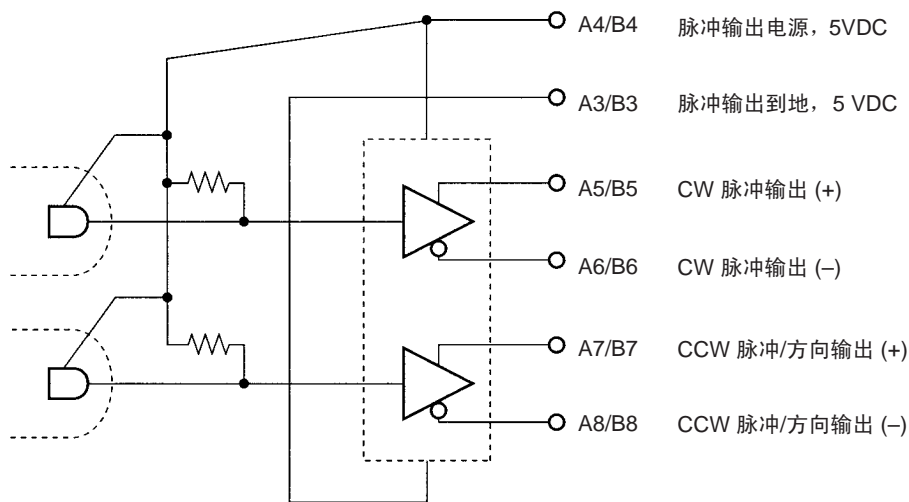 A4/B4 脉冲输出电源，5VDC
A3/B3 脉冲输出到地，5 VDC
A5/B5 CW 脉冲输出 (+)
A6/B6 CW 脉冲输出 (–)
A7/B7 CCW 脉冲/方向输出 (+)
A8/B8 CCW 脉冲/方向输出 (–)